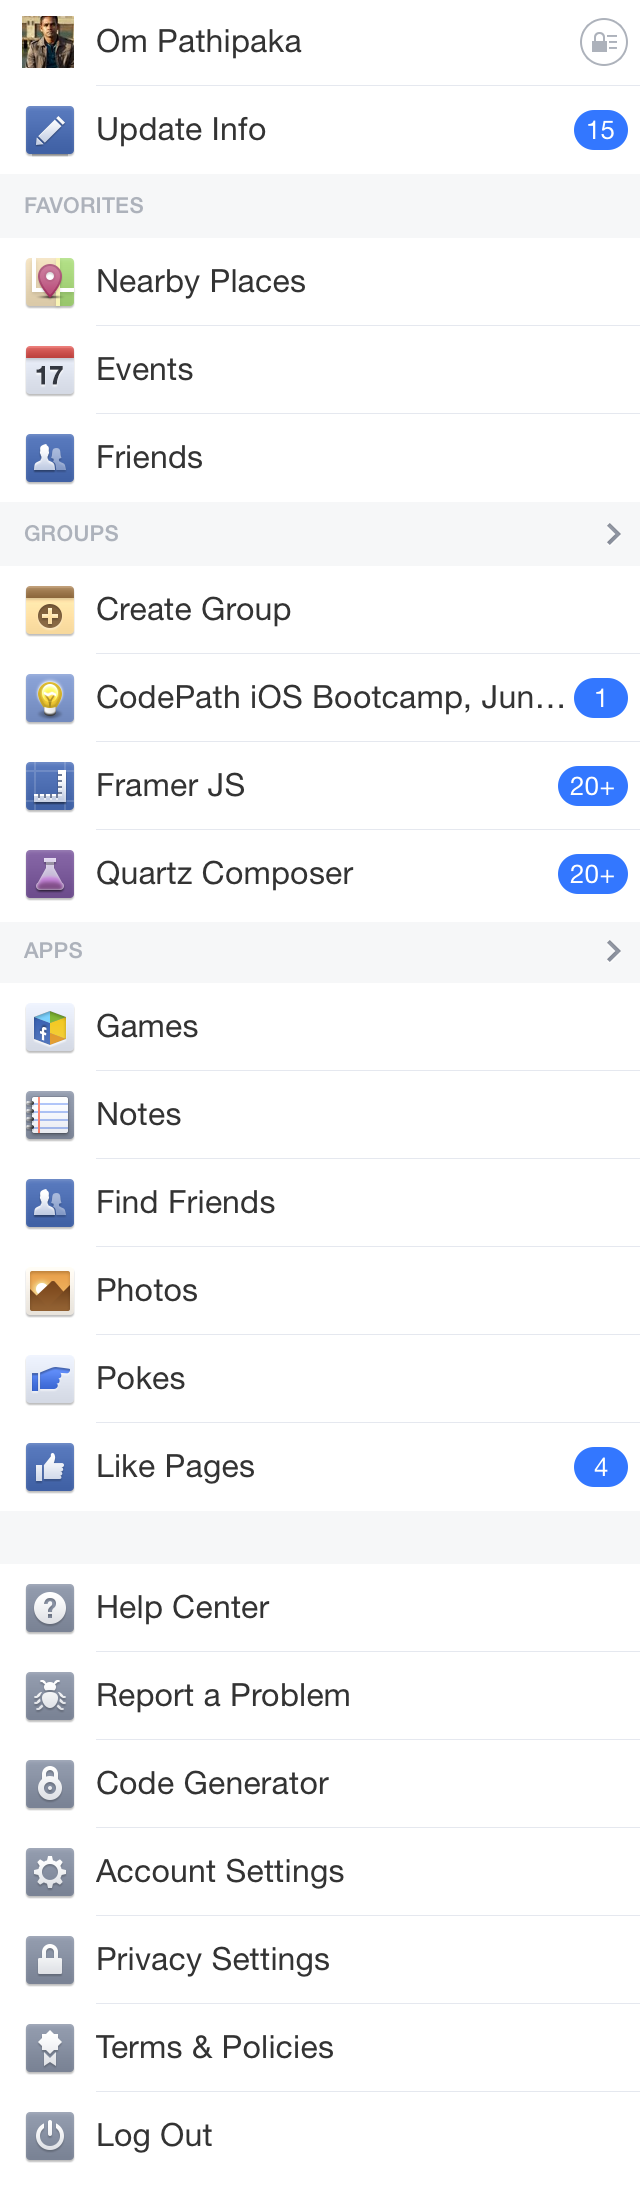 Om Pathipaka
Update Info 15
FAVORITES
Nearby Places
17 Events
Friends
GROUPS
Create Group
CodePath iOS Bootcamp, Jun... 1
Framer JS 20+
Quartz Composer 20+
APPS
Games
Notes
Find Friends
Photos
Pokes
Like Pages 4
? Help Center
Report a Problem
Code Generator
Account Settings
Privacy Settings
Terms & Policies
Log Out